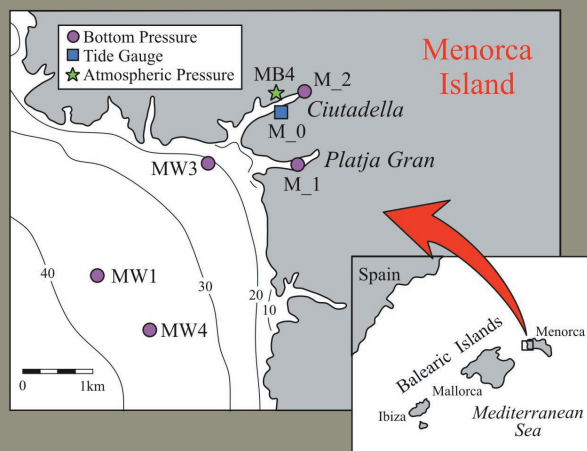 Bottom Pressure
Tide Gauge
Atmospheric Pressure
Menorca
Island
MB4
M_2
Ciutadella
M_0
MW3
Platja Gran
M_1
MW1
MW4
40
30
20
10
0
1km
Spain
Menorca
Balearic Islands
Mallorca
Ibiza
Mediterranean
Sea